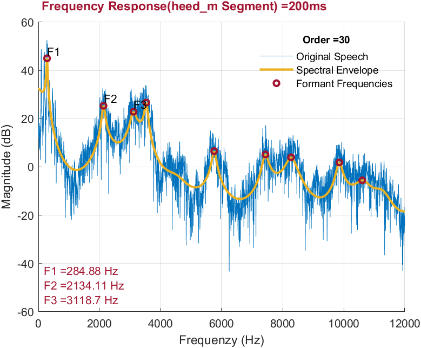 Frequency Response(heed_m Segment) =200ms
60
40
20
0
-20
-40
-60
Magnitude (dB)
F1
F2
F3
Order =30
Original Speech
Spectral Envelope
Formant Frequencies
F1 =284.88 Hz
F2 =2134.11 Hz
F3 =3118.7 Hz
0 2000 4000 6000 8000 10000 12000
Frequenzy (Hz)